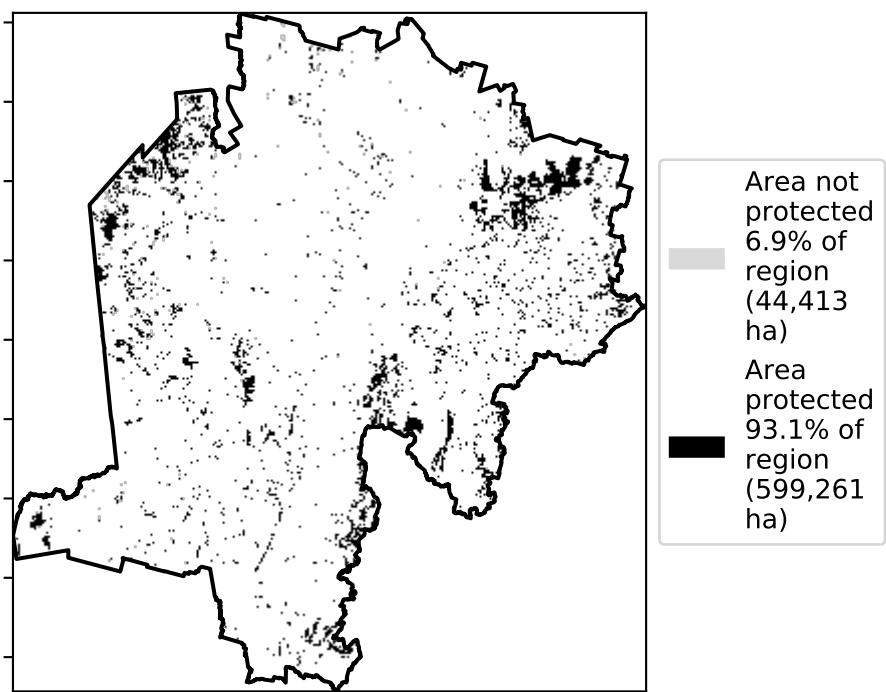 Area not
protected
6.9% of
region
(44,413
ha)
Area
protected
93.1% of
region
(599,261
ha)